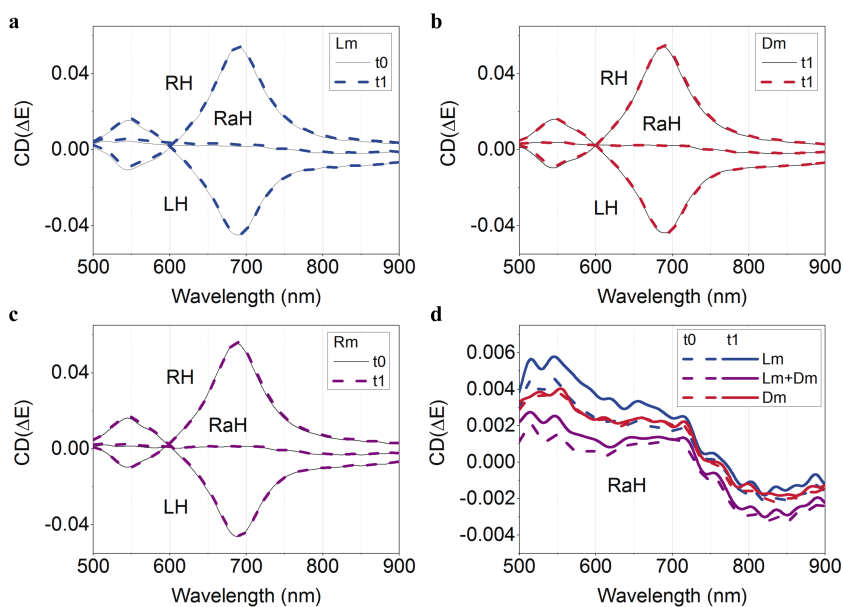 a
Lm
t0
t1
RH
RaH
LH
CD(ΔE)
0.04
0.00
-0.04
500 600 700 800 900
Wavelength (nm)
b
Dm
t1
t1
RH
RaH
LH
CD(ΔE)
0.04
0.00
-0.04
500 600 700 800 900
Wavelength (nm)
c
Rm
t0
t1
RH
RaH
LH
CD(ΔE)
0.04
0.00
-0.04
500 600 700 800 900
Wavelength (nm)
d
t0 t1
Lm
Lm+Dm
Dm
RaH
CD(ΔE)
0.006
0.004
0.002
0.000
-0.002
-0.004
500 600 700 800 900
Wavelength (nm)